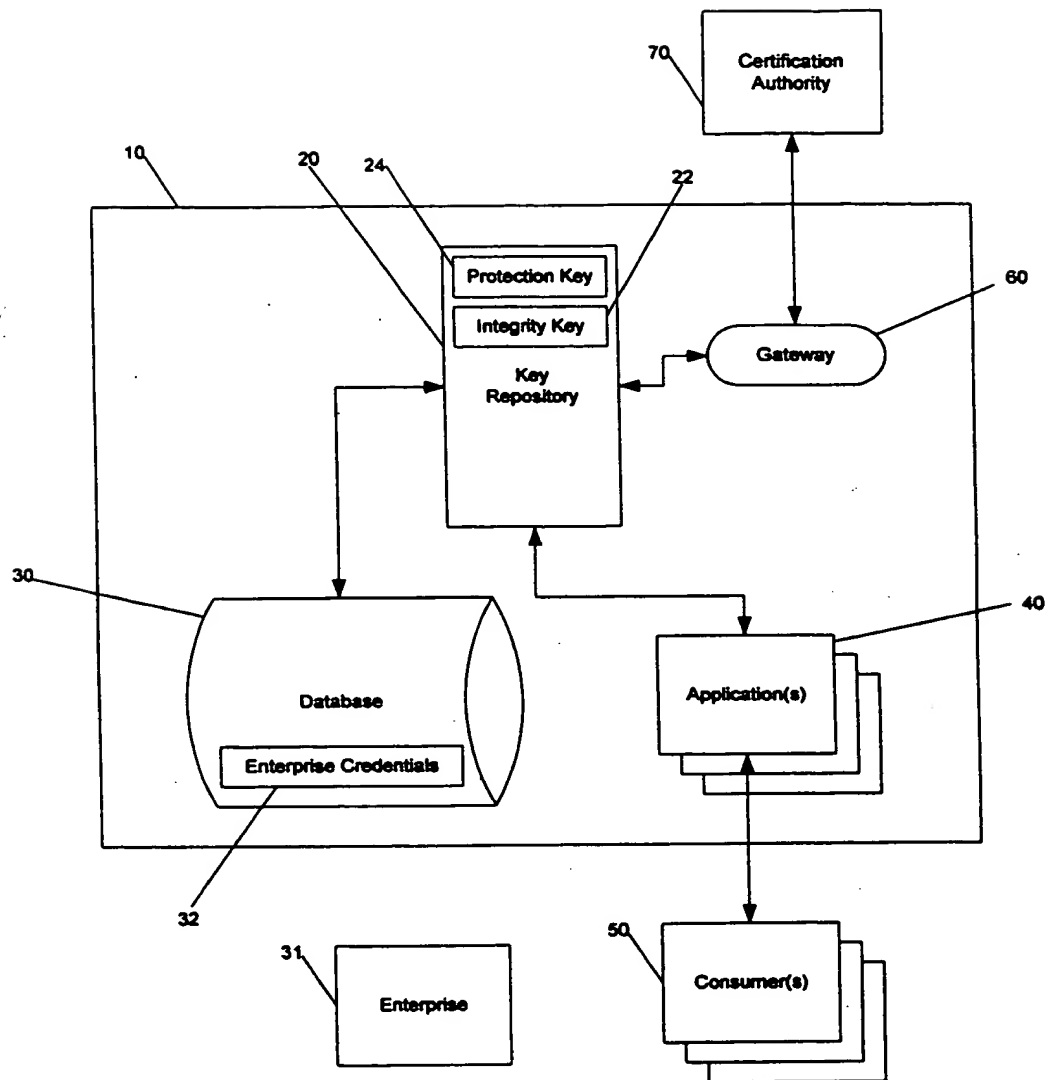 70
Certification
Authority
10
20
24
22
Protection Key
Integrity Key
Key
Repository
60
Gateway
30
Database
Enterprise Credentials
32
40
Application(s)
31
Enterprise
50
Consumer(s)